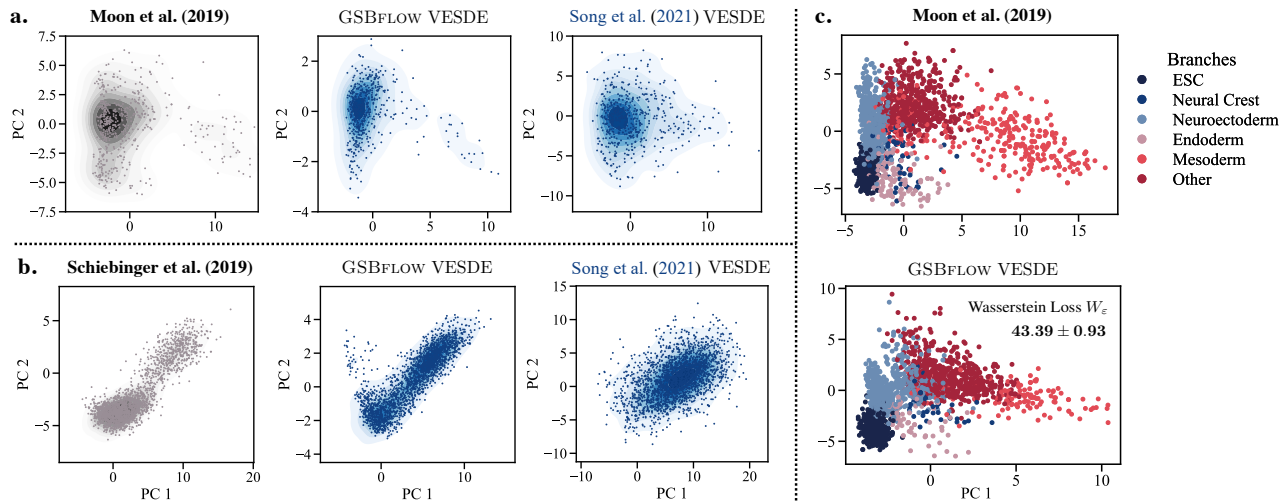 a.
Moon et al. (2019)
PC 2
7.5
5.0
2.5
0.0
−2.5
−5.0
−7.5
0
10
GSBFLOW VESDE
PC 2
2
0
−2
−4
0
5
10
Song et al. (2021) VESDE
PC 2
10
5
0
−5
−10
0
10
b.
Schiebinger et al. (2019)
PC 2
5
0
−5
0
10
20
PC 1
GSBFLOW VESDE
PC 2
4
2
0
−2
−4
0
10
PC 1
Song et al. (2021) VESDE
PC 2
15
10
5
0
−5
−10
−10
0
10
20
PC 1
c.
Moon et al. (2019)
5
0
−5
−5
0
5
10
15
Branches
ESC
Neural Crest
Neuroectoderm
Endoderm
Mesoderm
Other
GSBFLOW VESDE
Wasserstein Loss Wε
43.39 ± 0.93
10
5
0
−5
0
5
10
PC 1